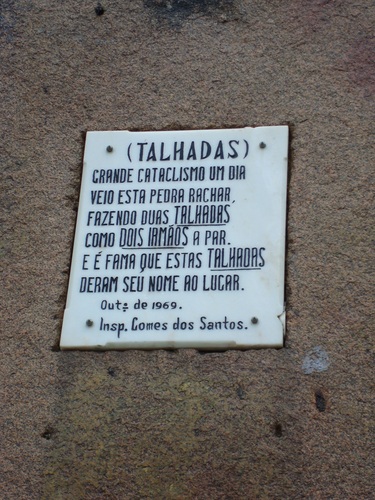 (TALHADAS)
GRANDE CATACLISMO UM DIA
VEIO ESTA PEDRA RACHAR,
FAZENDO DUAS TALHADAS
COMO DOIS IRMÃOS A PAR.
E É FAMA QUE ESTAS TALHADAS
DERAM SEU NOME AO LUGAR.
Outº. de 1969.
Insp. Gomes dos Santos.